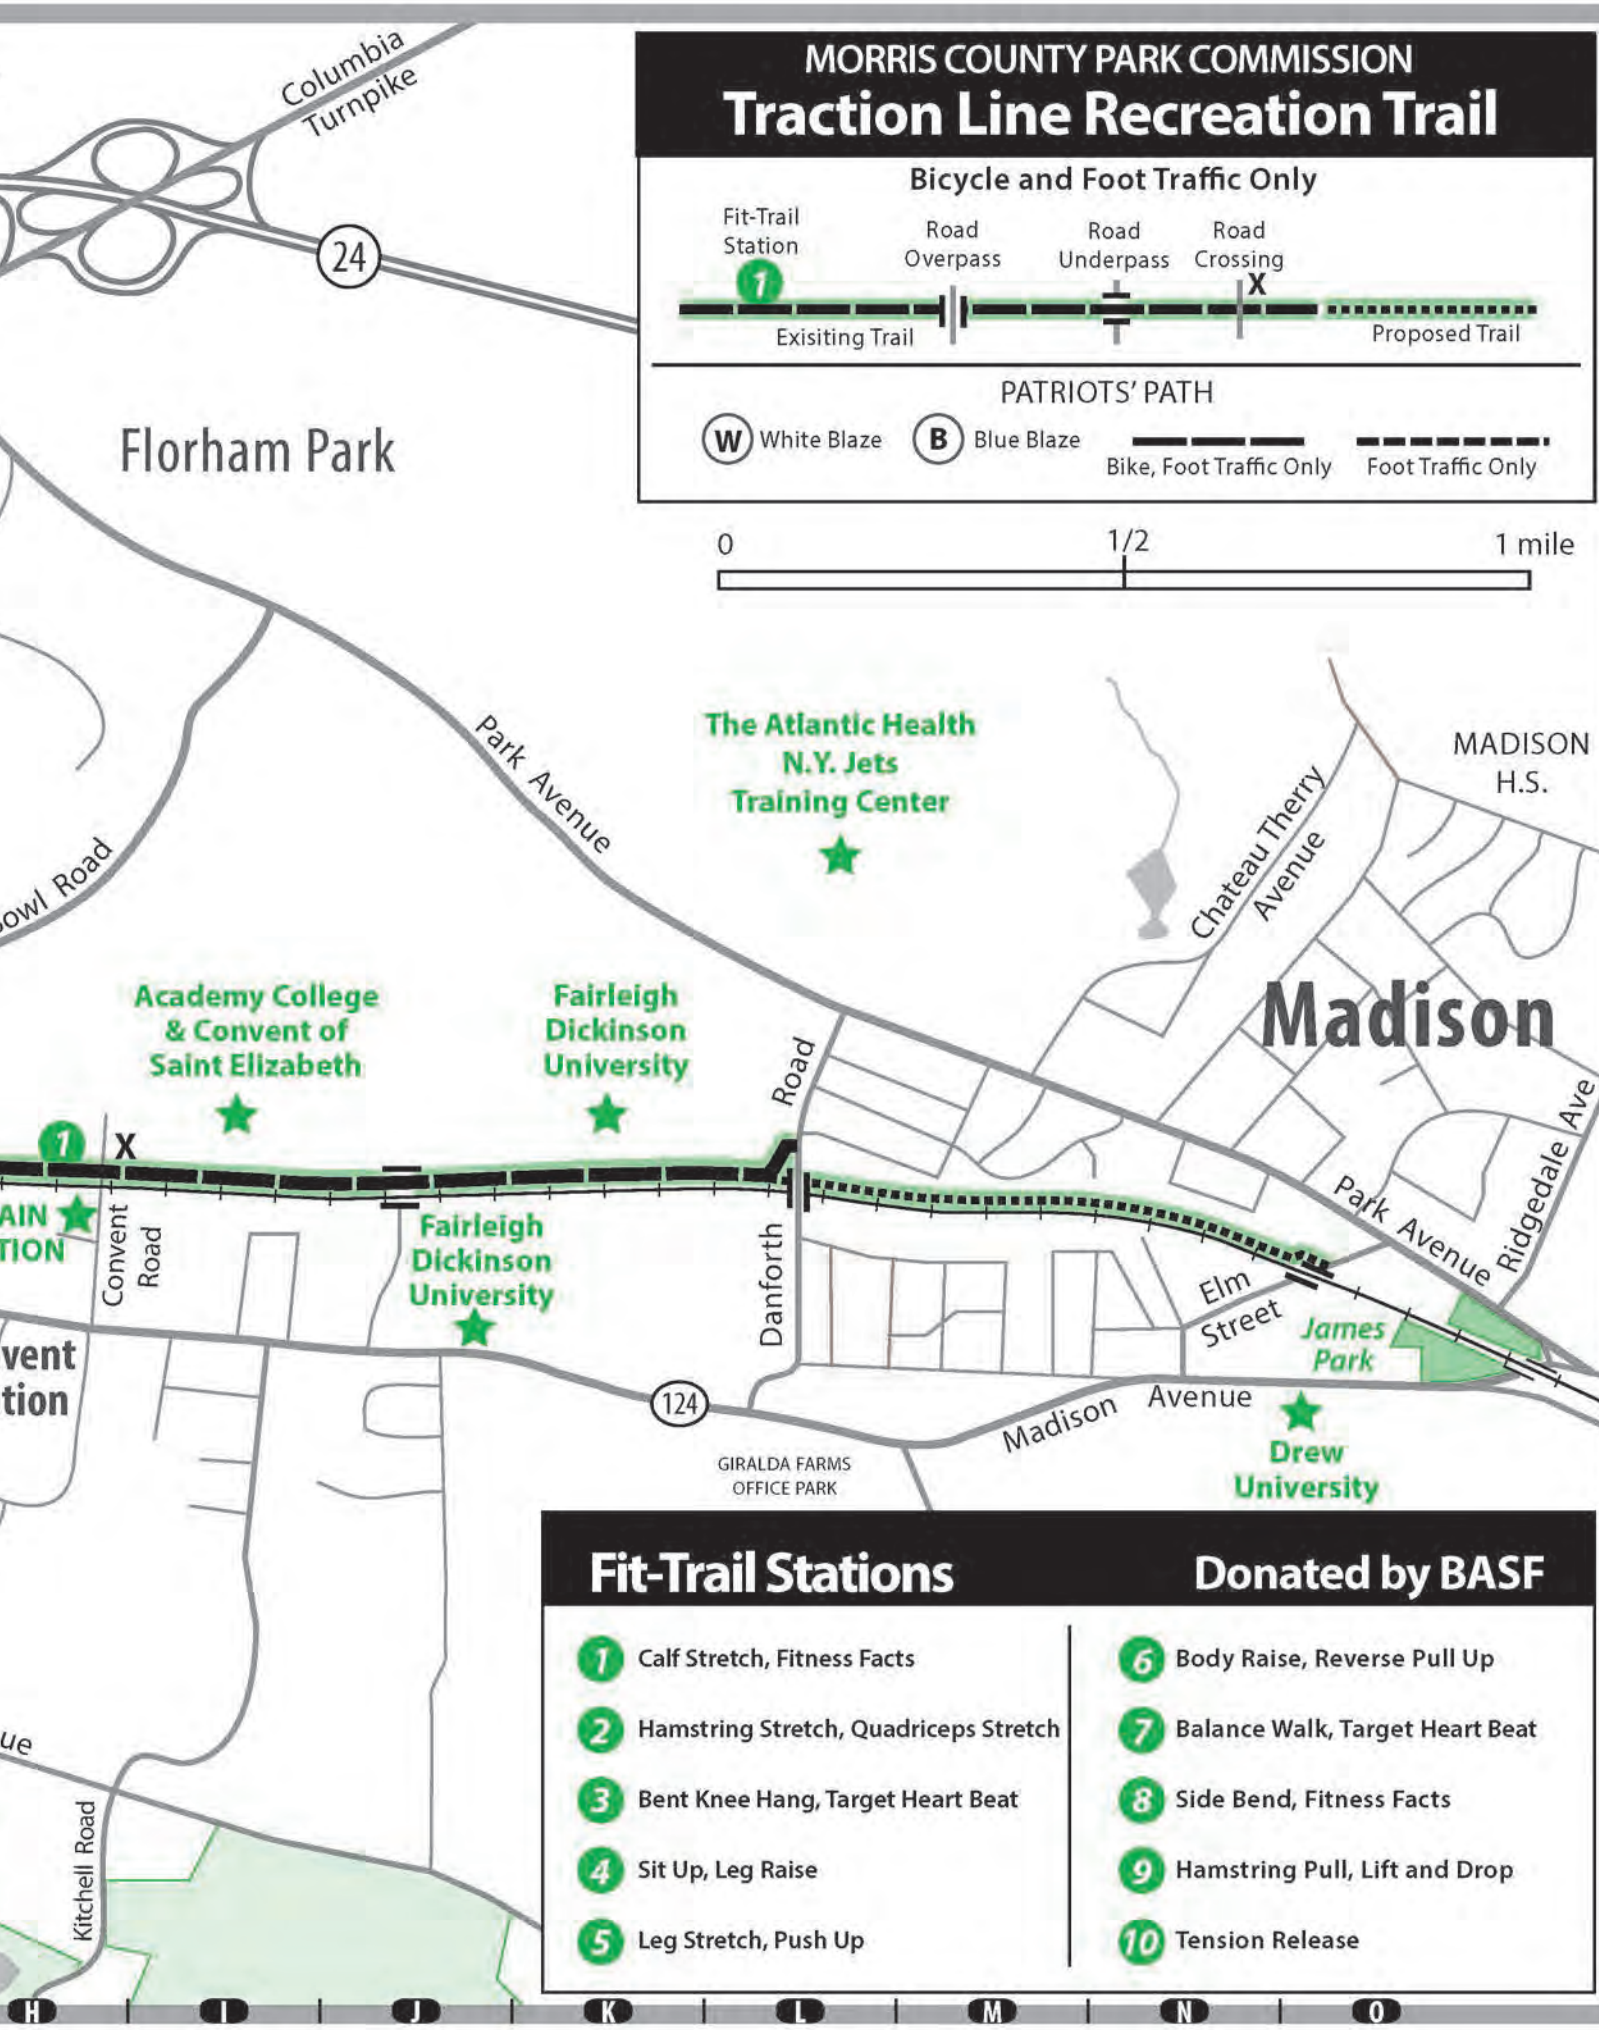 Columbia
Turnpike
24
MORRIS COUNTY PARK COMMISSION
Traction Line Recreation Trail
Bicycle and Foot Traffic Only
Fit-Trail
Station
1
Road
Overpass
Road
Underpass
Road
Crossing
X
Exisiting Trail
Proposed Trail
PATRIOTS' PATH
W White Blaze
B Blue Blaze
Bike, Foot Traffic Only
Foot Traffic Only
Florham Park
0
1/2
1 mile
Park Avenue
The Atlantic Health
N.Y. Jets
Training Center
Chateau Therry
Avenue
MADISON
H.S.
owl Road
Madison
Academy College
& Convent of
Saint Elizabeth
Fairleigh
Dickinson
University
Road
Danforth
1
X
AIN
TION
Convent
Road
Fairleigh
Dickinson
University
Park Avenue
Ridgedale Ave
Elm
Street
James
Park
vent
tion
124
Madison Avenue
Drew
University
GIRALDA FARMS
OFFICE PARK
Fit-Trail Stations
Donated by BASF
1 Calf Stretch, Fitness Facts
2 Hamstring Stretch, Quadriceps Stretch
3 Bent Knee Hang, Target Heart Beat
4 Sit Up, Leg Raise
5 Leg Stretch, Push Up
6 Body Raise, Reverse Pull Up
7 Balance Walk, Target Heart Beat
8 Side Bend, Fitness Facts
9 Hamstring Pull, Lift and Drop
10 Tension Release
ue
Kitchell Road
H I J K L M N O